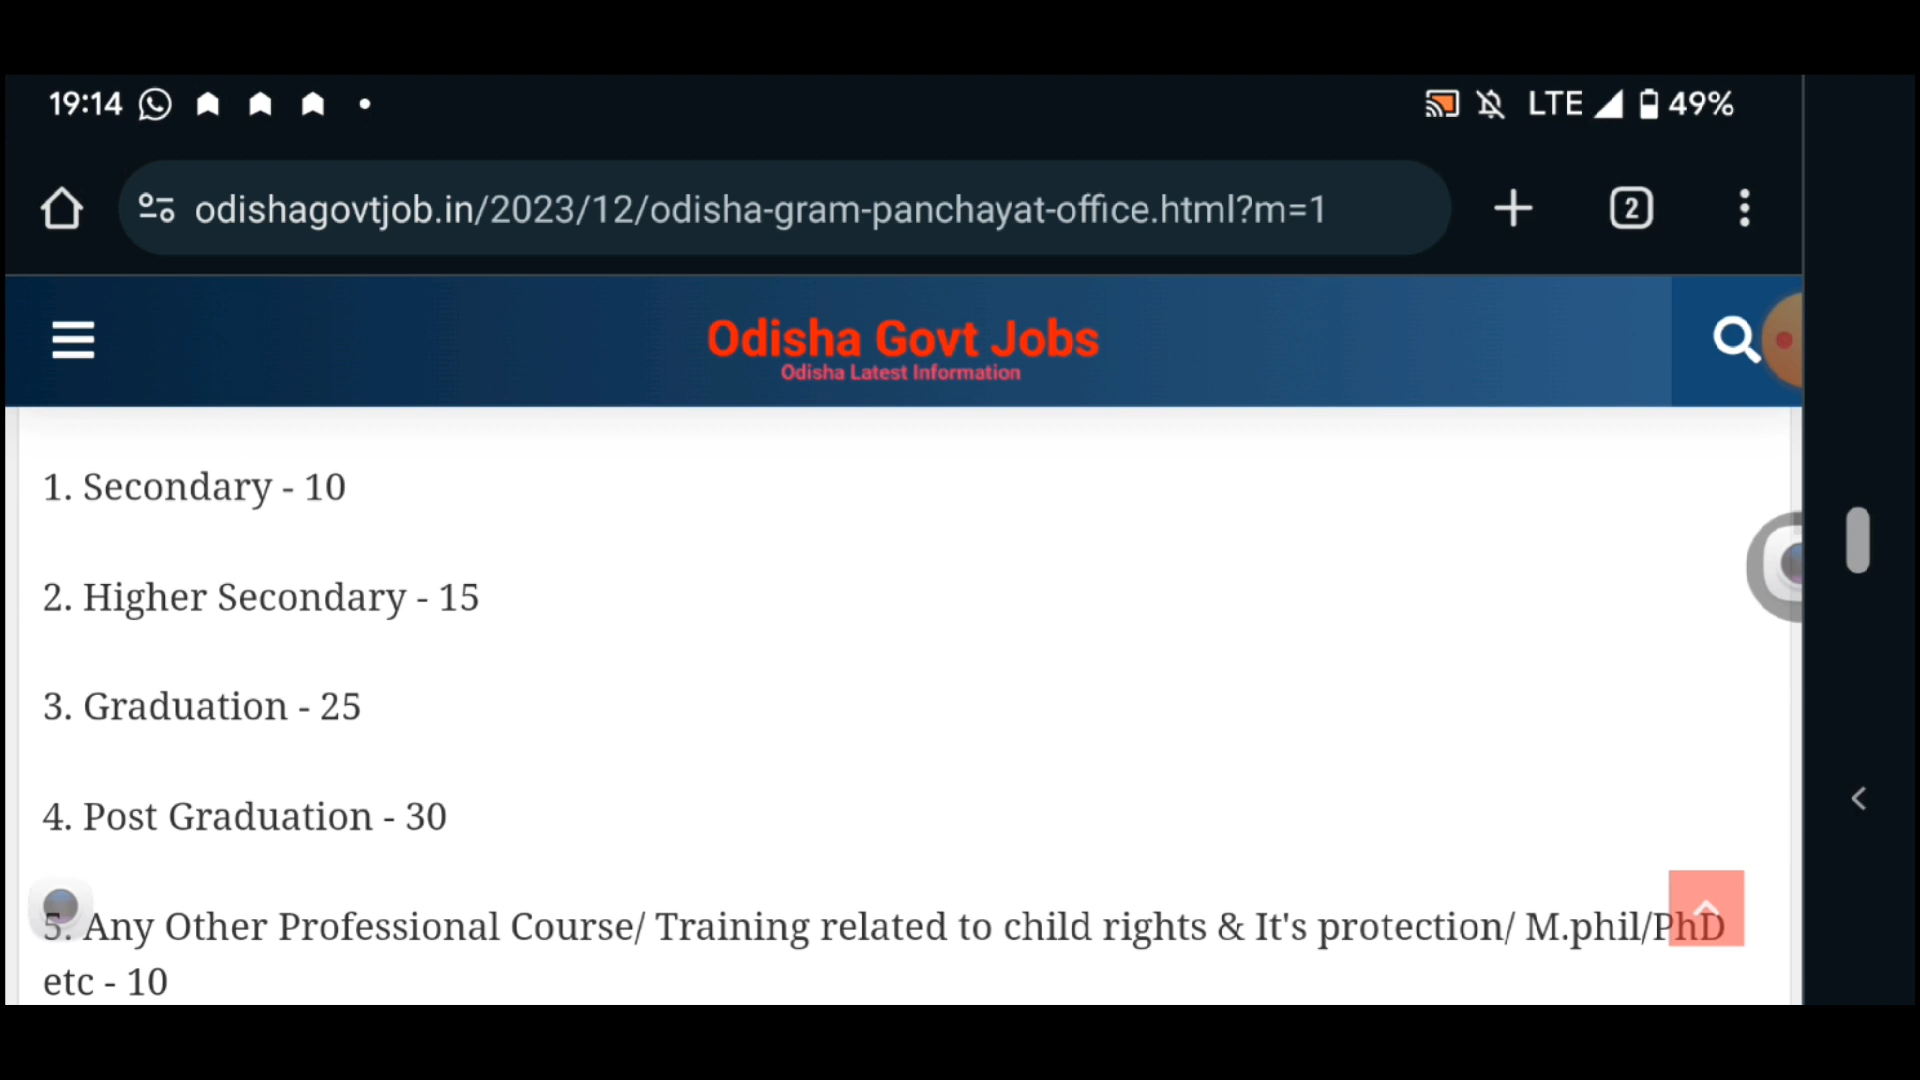 19:14
LTE 49%
odishagovtjob.in/2023/12/odisha-gram-panchayat-office.html?m=1
2
Odisha Govt Jobs
Odisha Latest Information
1. Secondary - 10
2. Higher Secondary - 15
3. Graduation - 25
4. Post Graduation - 30
5. Any Other Professional Course/ Training related to child rights & It's protection/ M.phil/PhD
etc - 10